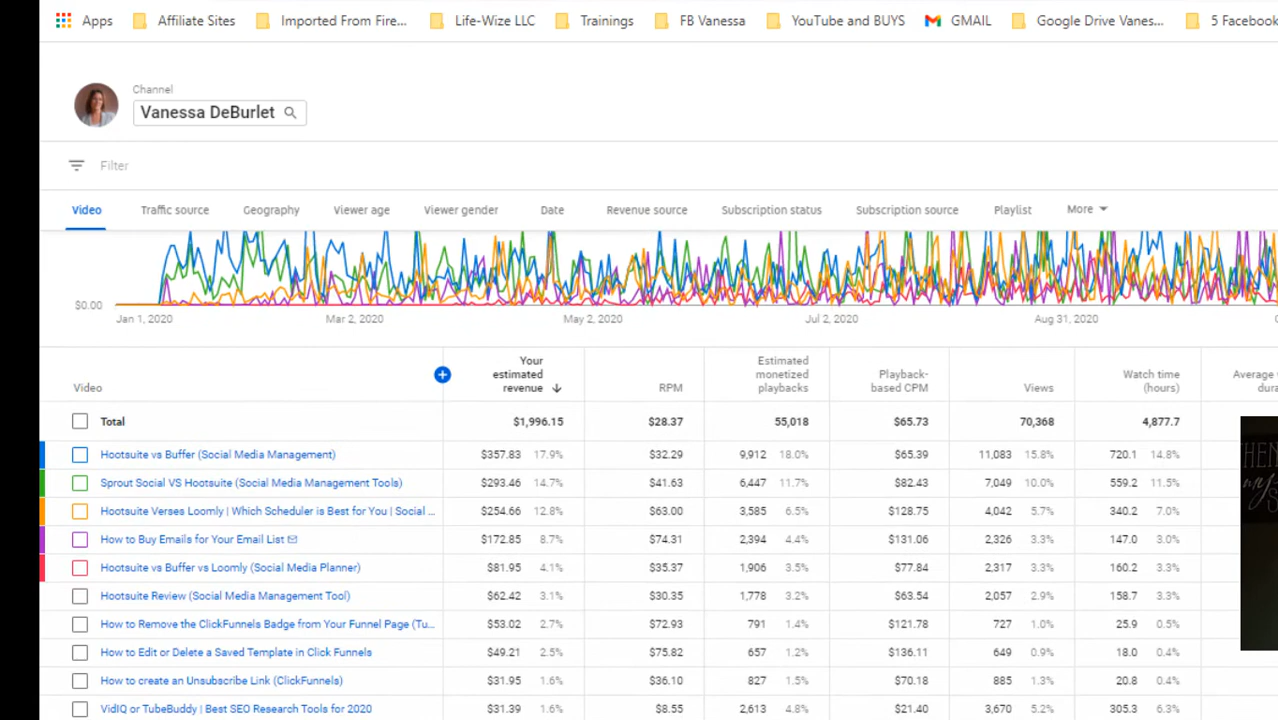 Apps Affiliate Sites Imported From Fire... Life-Wize LLC Trainings FB Vanessa YouTube and BUYS GMAIL Google Drive Vanes... 5 Facebook
Channel
Vanessa DeBurlet
Filter
Video Traffic source Geography Viewer age Viewer gender Date Revenue source Subscription status Subscription source Playlist More
$0.00
Jan 1, 2020 Mar 2, 2020 May 2, 2020 Jul 2, 2020 Aug 31, 2020
Video Your estimated revenue RPM Estimated monetized playbacks Playback-based CPM Views Watch time (hours) Average
Total $1,996.15 $28.37 55,018 $65.73 70,368 4,877.7
Hootsuite vs Buffer (Social Media Management) $357.83 17.9% $32.29 9,912 18.0% $65.39 11,083 15.8% 720.1 14.8%
Sprout Social VS Hootsuite (Social Media Management Tools) $293.46 14.7% $41.63 6,447 11.7% $82.43 7,049 10.0% 559.2 11.5%
Hootsuite Verses Loomly | Which Scheduler is Best for You | Social ... $254.66 12.8% $63.00 3,585 6.5% $128.75 4,042 5.7% 340.2 7.0%
How to Buy Emails for Your Email List $172.85 8.7% $74.31 2,394 4.4% $131.06 2,326 3.3% 147.0 3.0%
Hootsuite vs Buffer vs Loomly (Social Media Planner) $81.95 4.1% $35.37 1,906 3.5% $77.84 2,317 3.3% 160.2 3.3%
Hootsuite Review (Social Media Management Tool) $62.42 3.1% $30.35 1,778 3.2% $63.54 2,057 2.9% 158.7 3.3%
How to Remove the ClickFunnels Badge from Your Funnel Page (Tu... $53.02 2.7% $72.93 791 1.4% $121.78 727 1.0% 25.9 0.5%
How to Edit or Delete a Saved Template in Click Funnels $49.21 2.5% $75.82 657 1.2% $136.11 649 0.9% 18.0 0.4%
How to create an Unsubscribe Link (ClickFunnels) $31.95 1.6% $36.10 827 1.5% $70.18 885 1.3% 20.8 0.4%
VidIQ or TubeBuddy | Best SEO Research Tools for 2020 $31.39 1.6% $8.55 2,613 4.8% $21.40 3,670 5.2% 305.3 6.3%